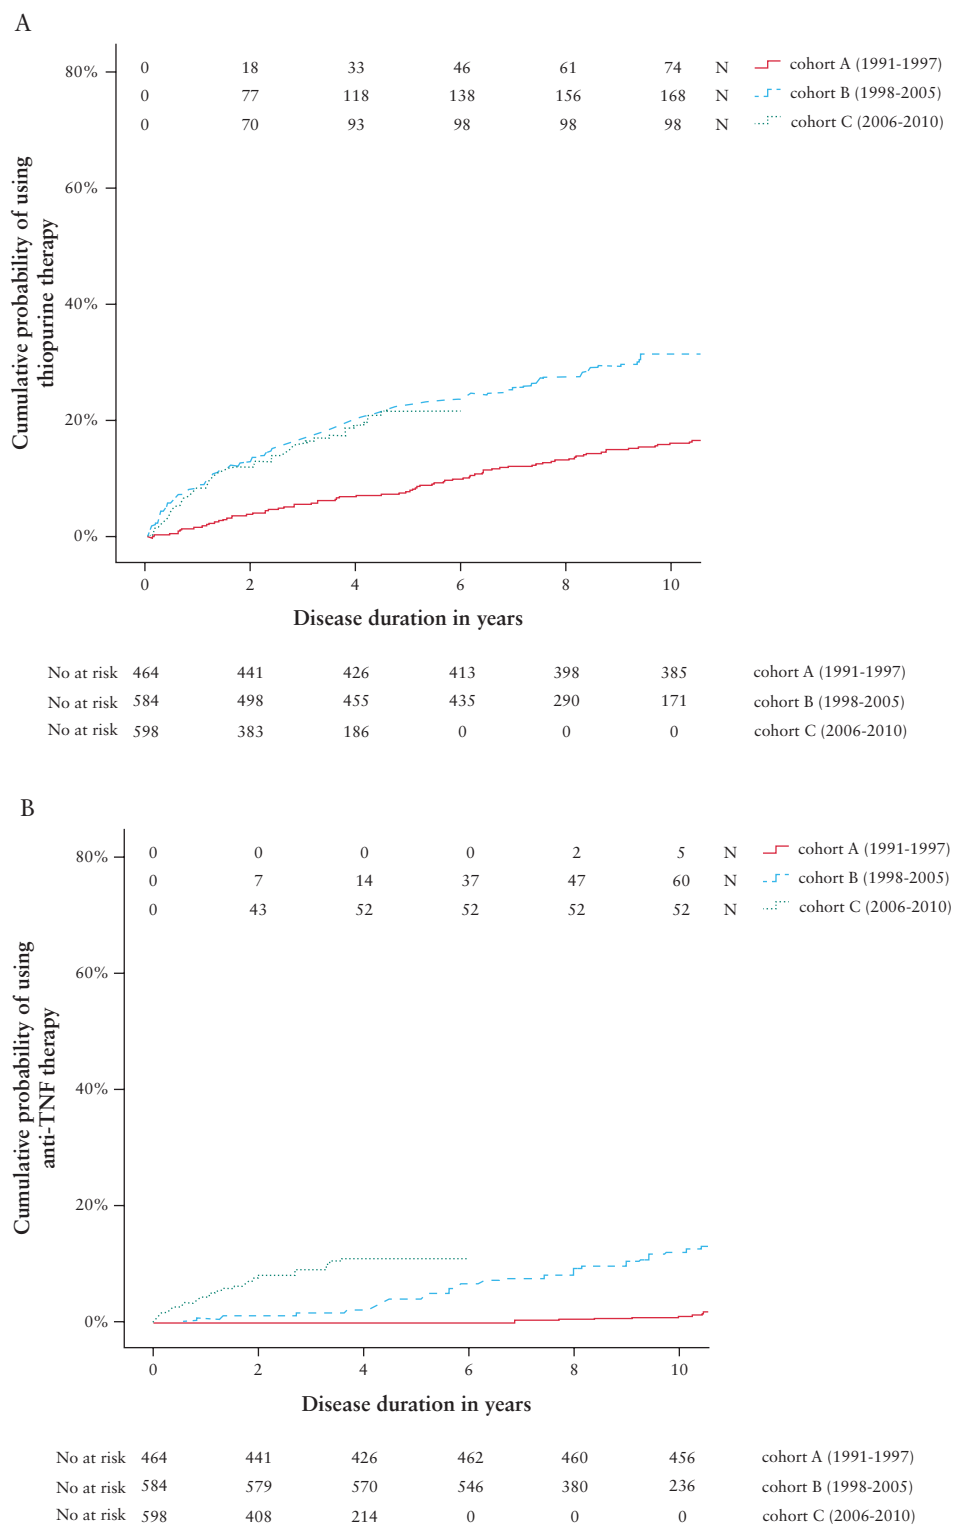 A
80%
60%
40%
20%
0%
Cumulative probability of using
thiopurine therapy
0 18 33 46 61 74 N cohort A (1991-1997)
0 77 118 138 156 168 N cohort B (1998-2005)
0 70 93 98 98 98 N cohort C (2006-2010)
0 2 4 6 8 10
Disease duration in years
No at risk 464 441 426 413 398 385 cohort A (1991-1997)
No at risk 584 498 455 435 290 171 cohort B (1998-2005)
No at risk 598 383 186 0 0 0 cohort C (2006-2010)
B
80%
60%
40%
20%
0%
Cumulative probability of using
anti-TNF therapy
0 0 0 0 2 5 N cohort A (1991-1997)
0 7 14 37 47 60 N cohort B (1998-2005)
0 43 52 52 52 52 N cohort C (2006-2010)
0 2 4 6 8 10
Disease duration in years
No at risk 464 441 426 462 460 456 cohort A (1991-1997)
No at risk 584 579 570 546 380 236 cohort B (1998-2005)
No at risk 598 408 214 0 0 0 cohort C (2006-2010)